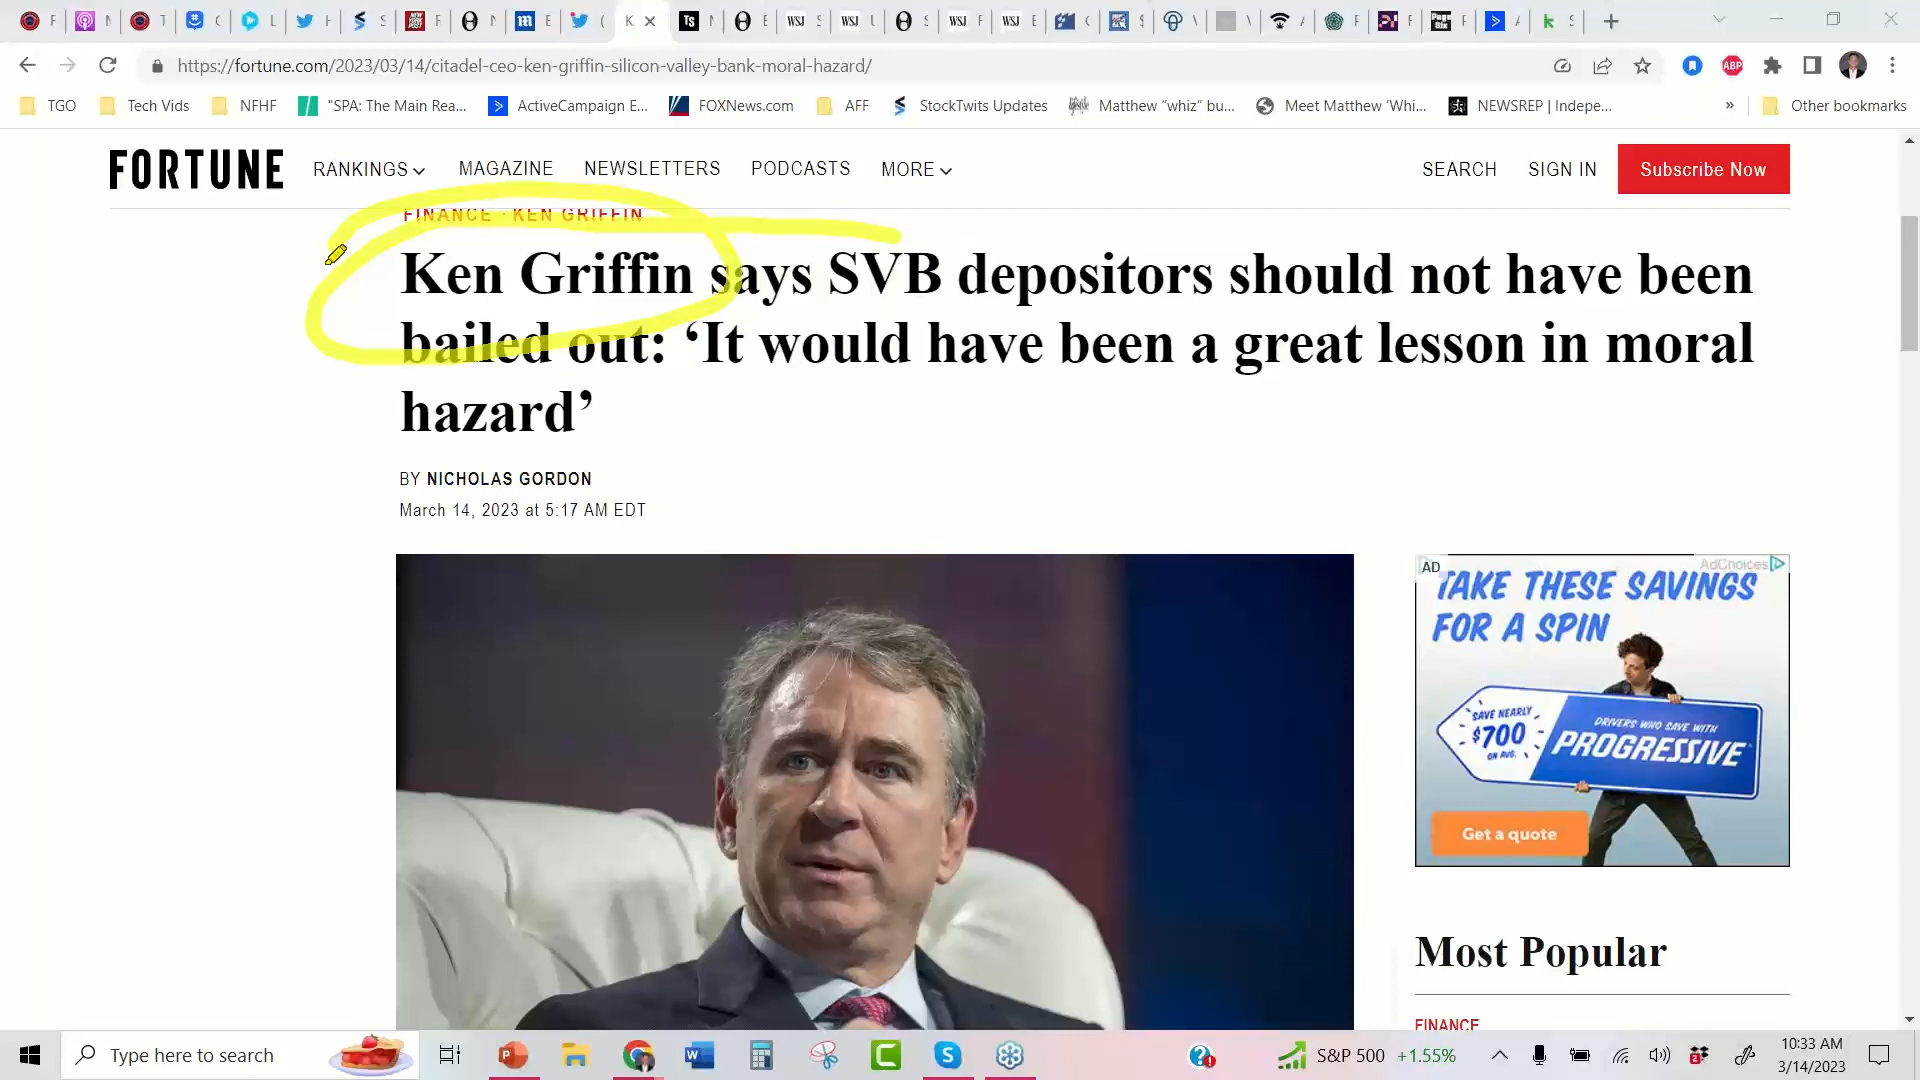 https://fortune.com/2023/03/14/citadel-ceo-ken-griffin-silicon-valley-bank-moral-hazard/
TGO Tech Vids NFHF "SPA: The Main Rea... ActiveCampaign E... FOXNews.com AFF StockTwits Updates Matthew "whiz" bu... Meet Matthew 'Whi... NEWSREP | Indepe... » Other bookmarks
FORTUNE RANKINGS MAGAZINE NEWSLETTERS PODCASTS MORE SEARCH SIGN IN Subscribe Now
FINANCE · KEN GRIFFIN
Ken Griffin says SVB depositors should not have been
bailed out: ‘It would have been a great lesson in moral
hazard’
BY NICHOLAS GORDON
March 14, 2023 at 5:17 AM EDT
AD AdChoices
TAKE THESE SAVINGS
FOR A SPIN
SAVE NEARLY
$700
ON AVG.
DRIVERS WHO SAVE WITH
PROGRESSIVE
Get a quote
Most Popular
FINANCE
Type here to search
S&P 500 +1.55%
10:33 AM
3/14/2023